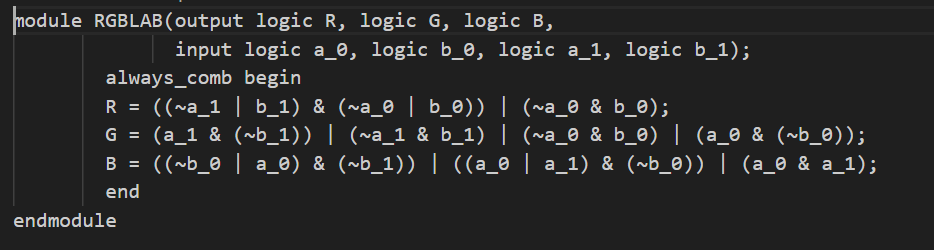 module RGBLAB(output logic R, logic G, logic B,
input logic a_0, logic b_0, logic a_1, logic b_1);
always_comb begin
R = ((~a_1 | b_1) & (~a_0 | b_0)) | (~a_0 & b_0);
G = (a_1 & (~b_1)) | (~a_1 & b_1) | (~a_0 & b_0) | (a_0 & (~b_0));
B = ((~b_0 | a_0) & (~b_1)) | ((a_0 | a_1) & (~b_0)) | (a_0 & a_1);
end
endmodule